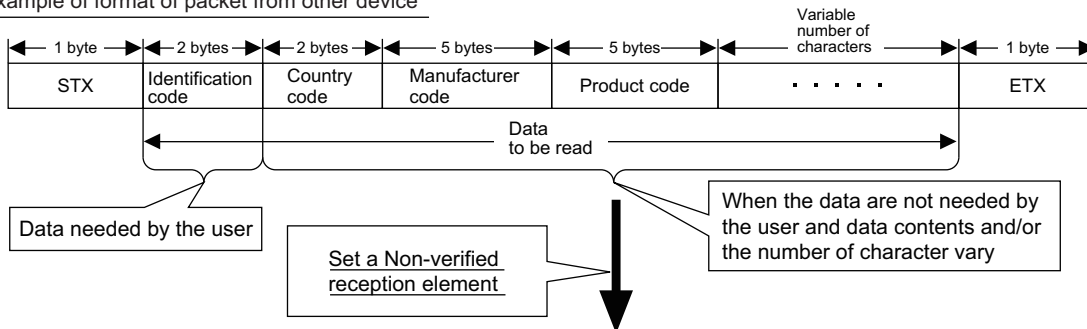 xample of format of packet from other device
Variable
number of
characters
1 byte
2 bytes
2 bytes
5 bytes
5 bytes
1 byte
STX
Identification
code
Country
code
Manufacturer
code
Product code
· · · · ·
ETX
Data
to be read
Data needed by the user
When the data are not needed by
the user and data contents and/or
the number of character vary
Set a Non-verified
reception element